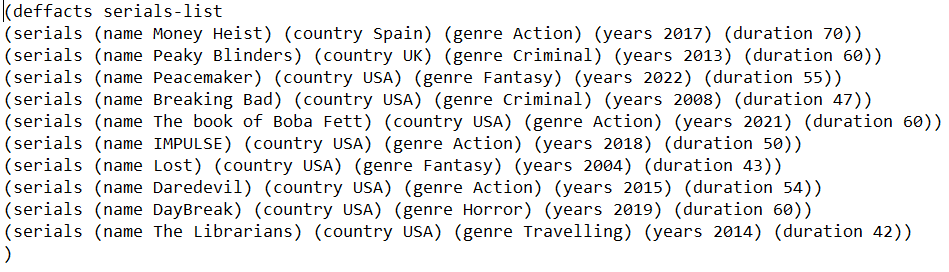 (deffacts serials-list
(serials (name Money Heist) (country Spain) (genre Action) (years 2017) (duration 70))
(serials (name Peaky Blinders) (country UK) (genre Criminal) (years 2013) (duration 60))
(serials (name Peacemaker) (country USA) (genre Fantasy) (years 2022) (duration 55))
(serials (name Breaking Bad) (country USA) (genre Criminal) (years 2008) (duration 47))
(serials (name The book of Boba Fett) (country USA) (genre Action) (years 2021) (duration 60))
(serials (name IMPULSE) (country USA) (genre Action) (years 2018) (duration 50))
(serials (name Lost) (country USA) (genre Fantasy) (years 2004) (duration 43))
(serials (name Daredevil) (country USA) (genre Action) (years 2015) (duration 54))
(serials (name DayBreak) (country USA) (genre Horror) (years 2019) (duration 60))
(serials (name The Librarians) (country USA) (genre Travelling) (years 2014) (duration 42))
)